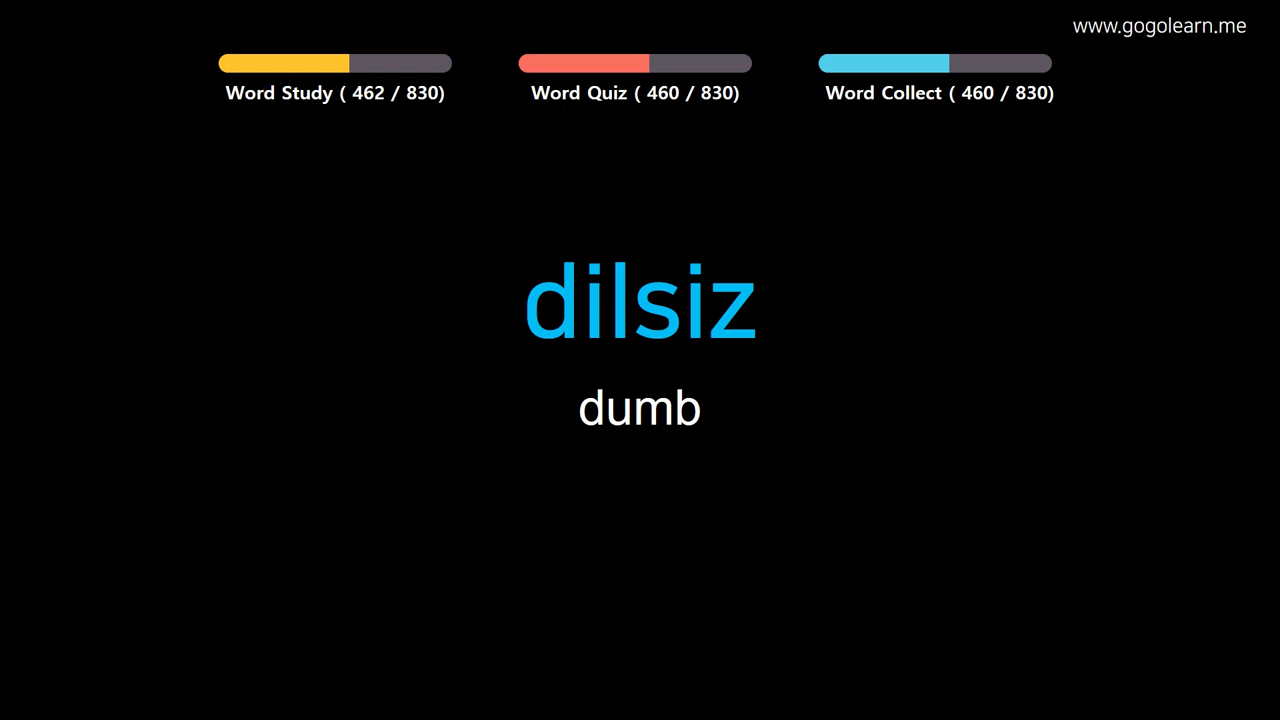 www.gogolearn.me
Word Study ( 462 / 830)
Word Quiz ( 460 / 830)
Word Collect ( 460 / 830)
dilsiz
dumb